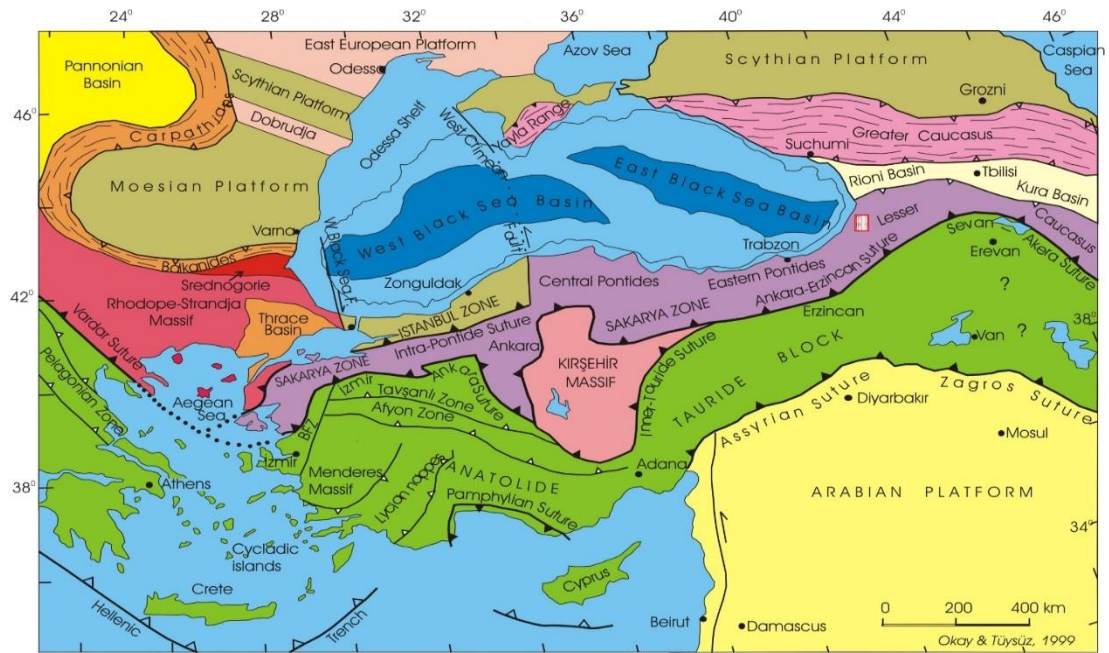 24°
28°
32°
36°
40°
44°
46°
Pannonian
Basin
East European Platform
Odessa
Azov Sea
Scythian Platform
Caspian
Sea
Scythian Platform
Grozni
46°
Carpathians
Dobrudja
Odessa Shelf
West Crimean
Fault
Yayla Range
Greater Caucasus
Suchumi
Rioni Basin
Tbilisi
Kura Basin
Moesian Platform
East Black Sea Basin
West Black Sea Basin
Lesser
Caucasus
Varna
W.Black Sea F.
Trabzon
Sevan
Akera Suture
Erevan
Balkanides
Srednogorie
Zonguldak
Central Pontides
Eastern Pontides
Ankara-Erzincan Suture
42°
Rhodope-Strandja
Massif
Thrace
Basin
ISTANBUL ZONE
SAKARYA ZONE
Erzincan
?
38°
Vardar Suture
Intra-Pontide Suture
Ankara
KIRŞEHİR
MASSIF
Van
?
Pelagonian Zone
SAKARYA ZONE
İzmir
Ankara Suture
Inner-Tauride Suture
BLOCK
Aegean
Sea
Tavşanlı Zone
Afyon Zone
TAURIDE
Assyrian Suture
Zagros Suture
Diyarbakır
BFZ
İzmir
Mosul
Menderes
Massif
Lycian nappes
ANATOLIDE
Adana
38°
Athens
Pamphylian Suture
ARABIAN PLATFORM
34°
Cycladic
islands
Crete
Cyprus
Hellenic
Trench
Beirut
Damascus
0 200 400 km
Okay & Tüysüz, 1999